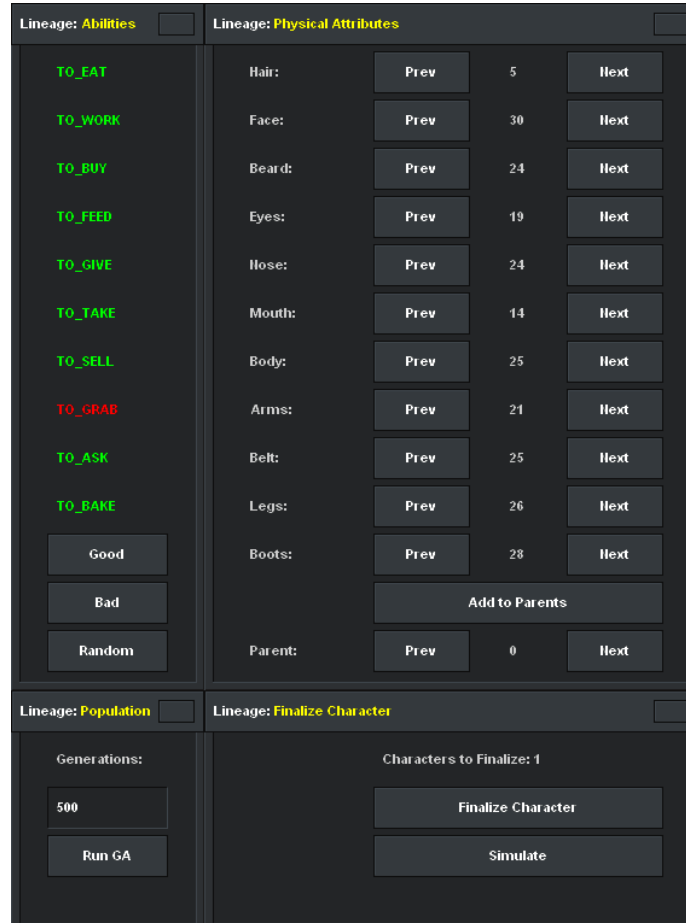 Lineage: Abilities
Lineage: Physical Attributes
TO_EAT
Hair: Prev 5 Next
TO_WORK
Face: Prev 30 Next
TO_BUY
Beard: Prev 24 Next
TO_FEED
Eyes: Prev 19 Next
TO_GIVE
Nose: Prev 24 Next
TO_TAKE
Mouth: Prev 14 Next
TO_SELL
Body: Prev 25 Next
TO_GRAB
Arms: Prev 21 Next
TO_ASK
Belt: Prev 25 Next
TO_BAKE
Legs: Prev 26 Next
Good
Boots: Prev 28 Next
Bad
Add to Parents
Random
Parent: Prev 0 Next
Lineage: Population
Lineage: Finalize Character
Generations:
Characters to Finalize: 1
500
Finalize Character
Run GA
Simulate